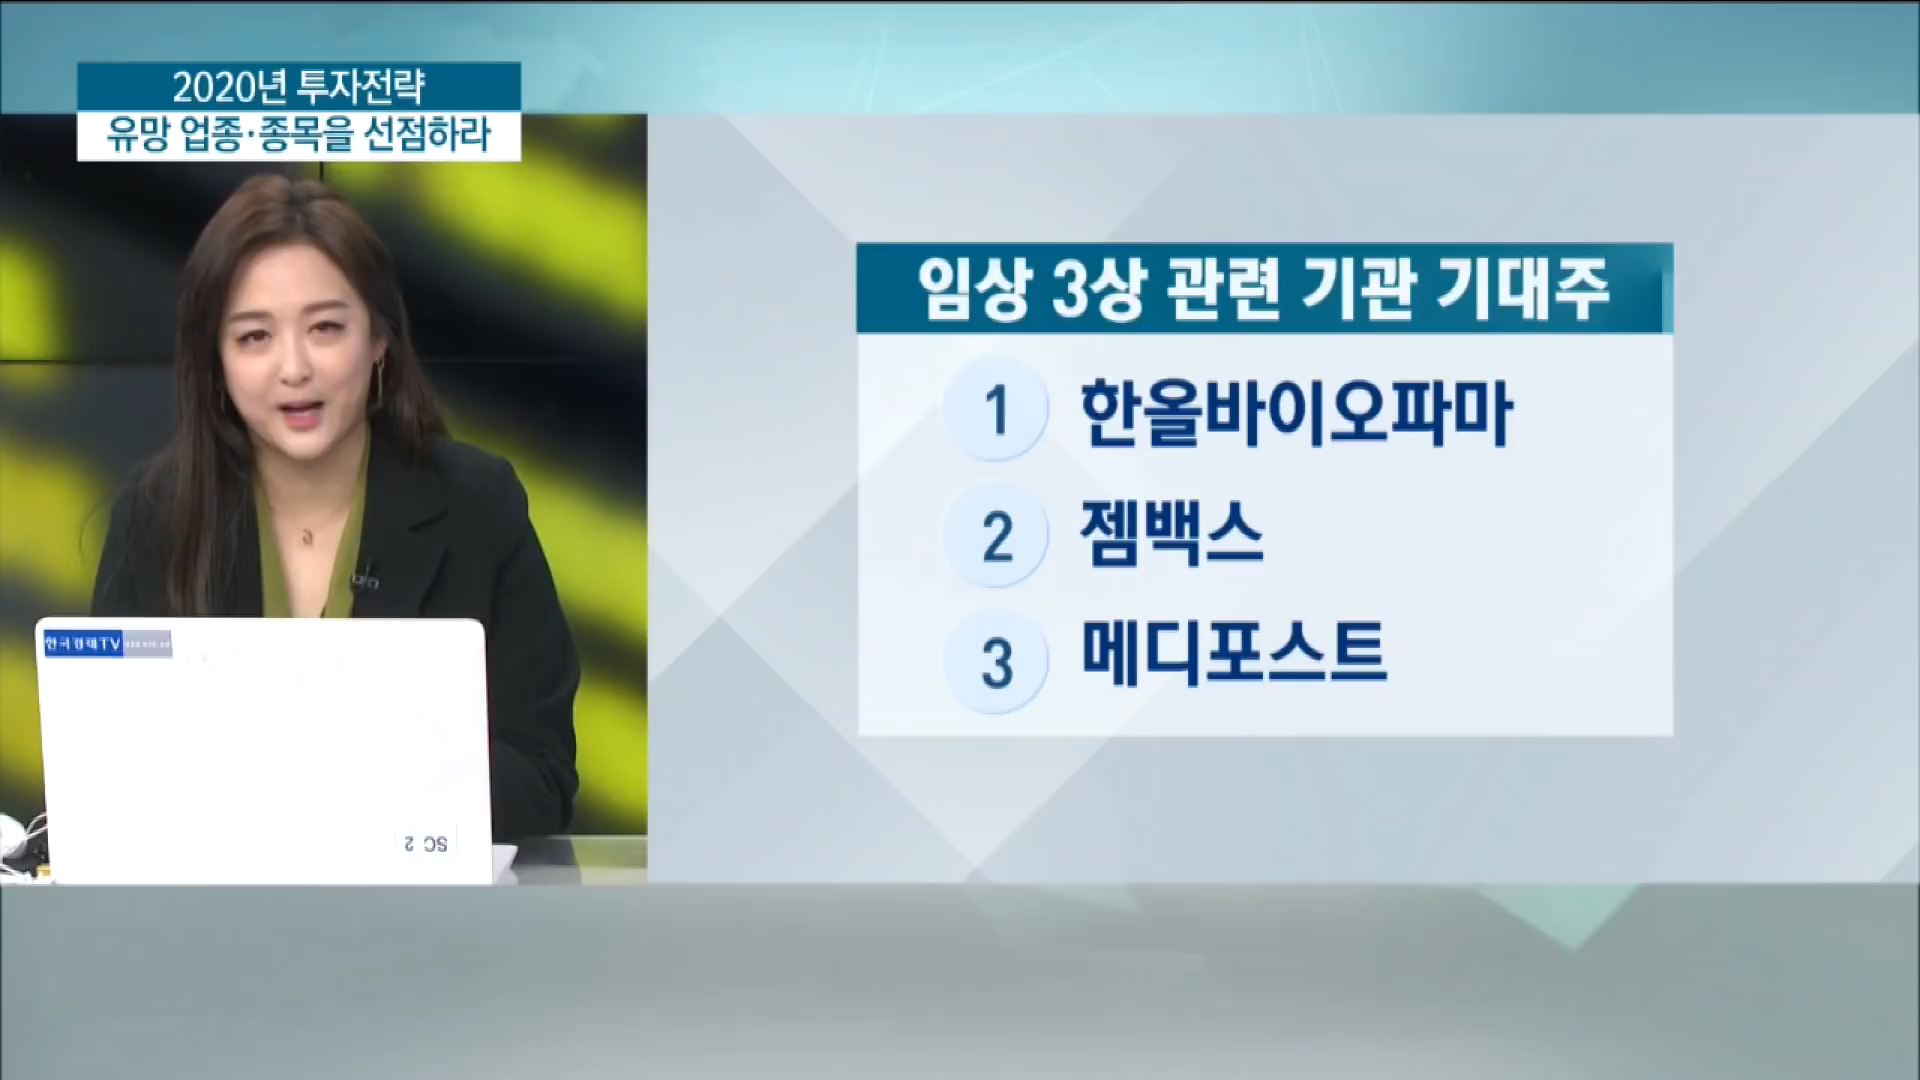 2020년 투자전략
유망 업종·종목을 선점하라
임상 3상 관련 기관 기대주
1 한올바이오파마
2 젬백스
3 메디포스트
한국경제TV
SC 2